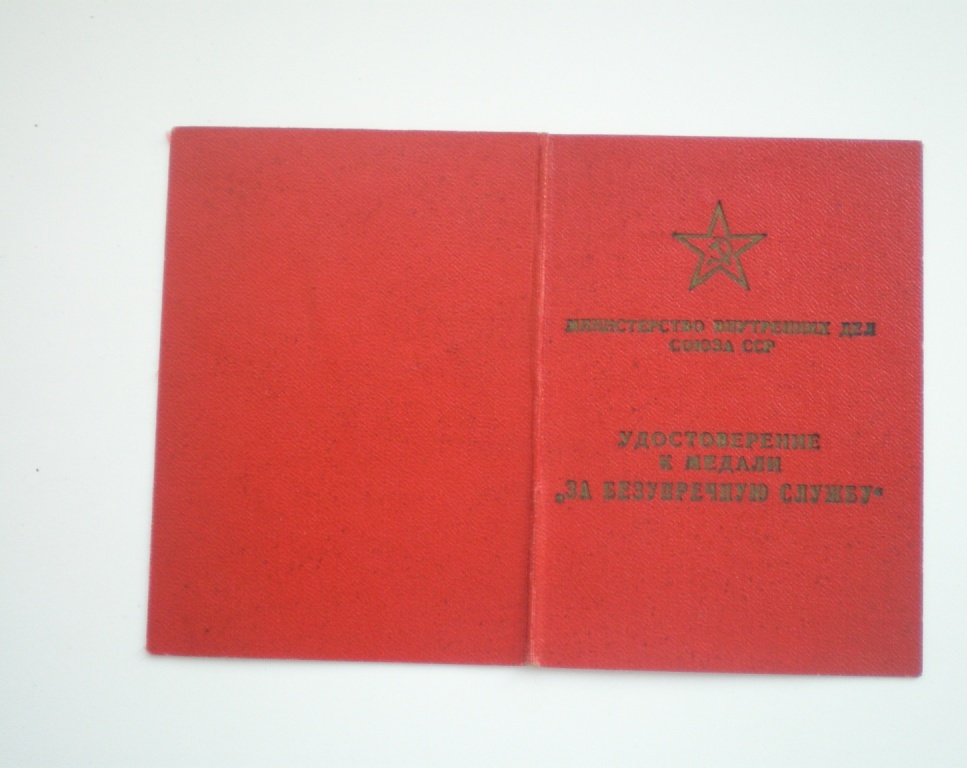 МИНИСТЕРСТВО ВНУТРЕННИХ ДЕЛ
СОЮЗА ССР
УДОСТОВЕРЕНИЕ
К МЕДАЛИ
„ЗА БЕЗУПРЕЧНУЮ СЛУЖБУ“